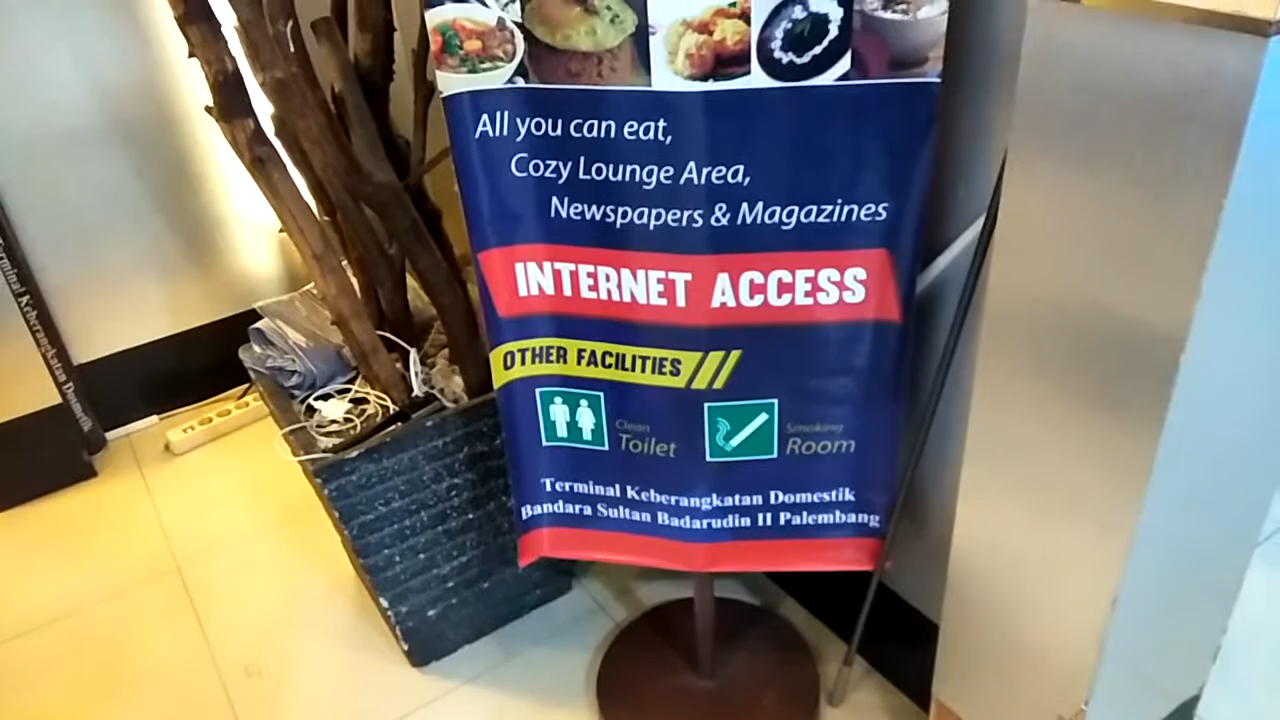 All you can eat,
Cozy Lounge Area,
Newspapers & Magazines
INTERNET ACCESS
OTHER FACILITIES
Clean
Toilet
Smoking
Room
Terminal Keberangkatan Domestik
Bandara Sultan Badarudin II Palembang
Terminal Keberangkatan Domestik